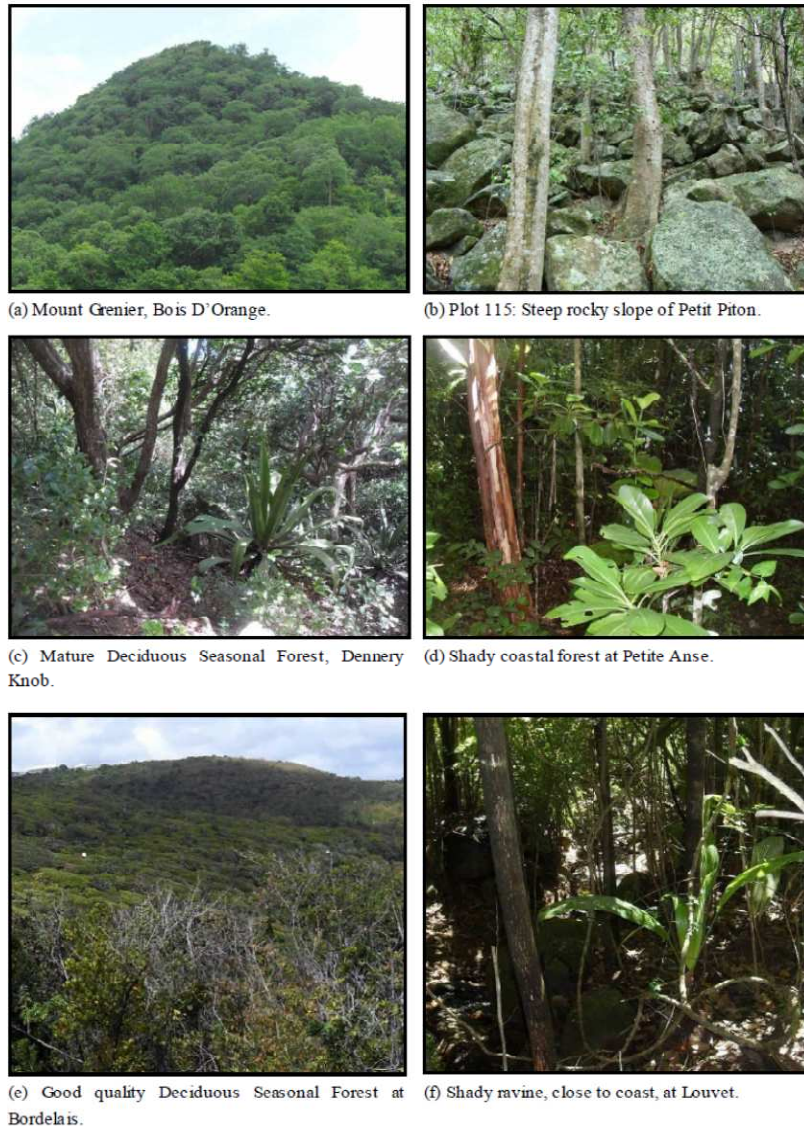 (a) Mount Grenier, Bois D'Orange.
(b) Plot 115: Steep rocky slope of Petit Piton.
(c) Mature Deciduous Seasonal Forest, Dennery
Knob.
(d) Shady coastal forest at Petite Anse.
(e) Good quality Deciduous Seasonal Forest at
Bordelais.
(f) Shady ravine, close to coast, at Louvet.